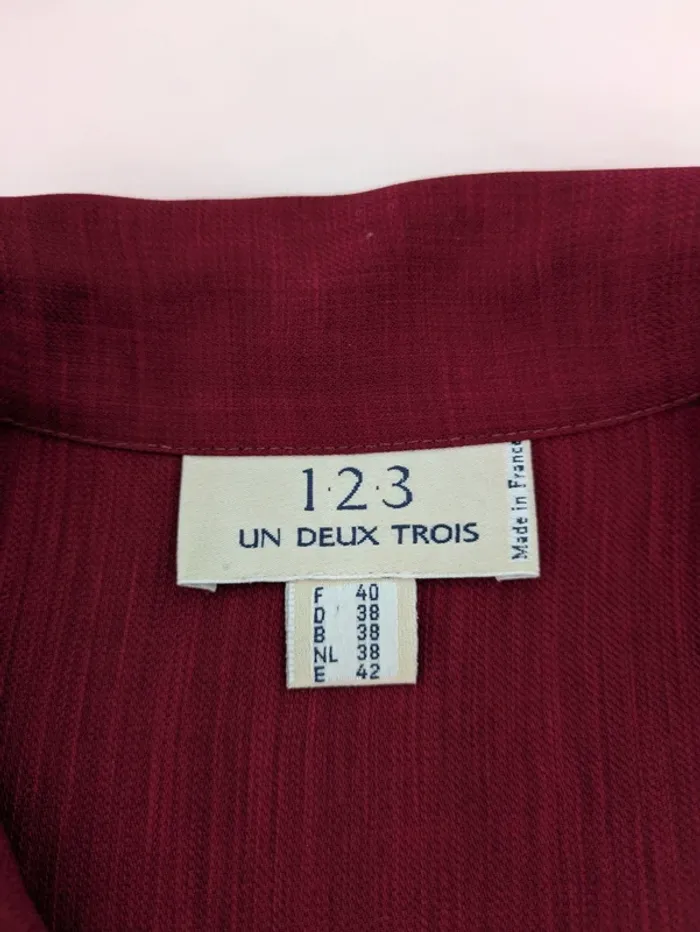 1·2·3
UN DEUX TROIS
Made in France
F 40
D 38
B 38
NL 38
E 42